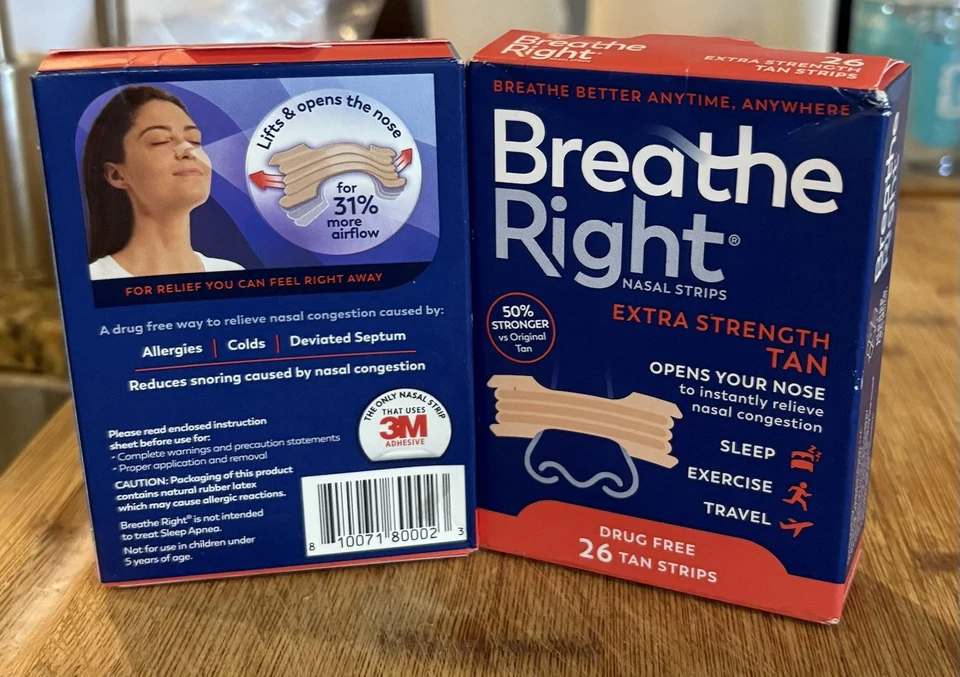 Lifts & opens the nose
for
31%
more
airflow
FOR RELIEF YOU CAN FEEL RIGHT AWAY
A drug free way to relieve nasal congestion caused by:
Allergies | Colds | Deviated Septum
Reduces snoring caused by nasal congestion
THE ONLY NASAL STRIP
THAT USES
3M
ADHESIVE
Please read enclosed instruction
sheet before use for:
- Complete warnings and precaution statements
- Proper application and removal
CAUTION: Packaging of this product
contains natural rubber latex
which may cause allergic reactions.
Breathe Right® is not intended
to treat Sleep Apnea.
Not for use in children under
5 years of age.
8 10071 80002 3
Breathe
Right
NASAL STRIPS
26
EXTRA STRENGTH
TAN STRIPS
BREATHE BETTER ANYTIME, ANYWHERE
Breathe
Right®
NASAL STRIPS
EXTRA STRENGTH
TAN
50%
STRONGER
vs Original
Tan
OPENS YOUR NOSE
to instantly relieve
nasal congestion
SLEEP
EXERCISE
TRAVEL
DRUG FREE
26 TAN STRIPS
Breathe
Right